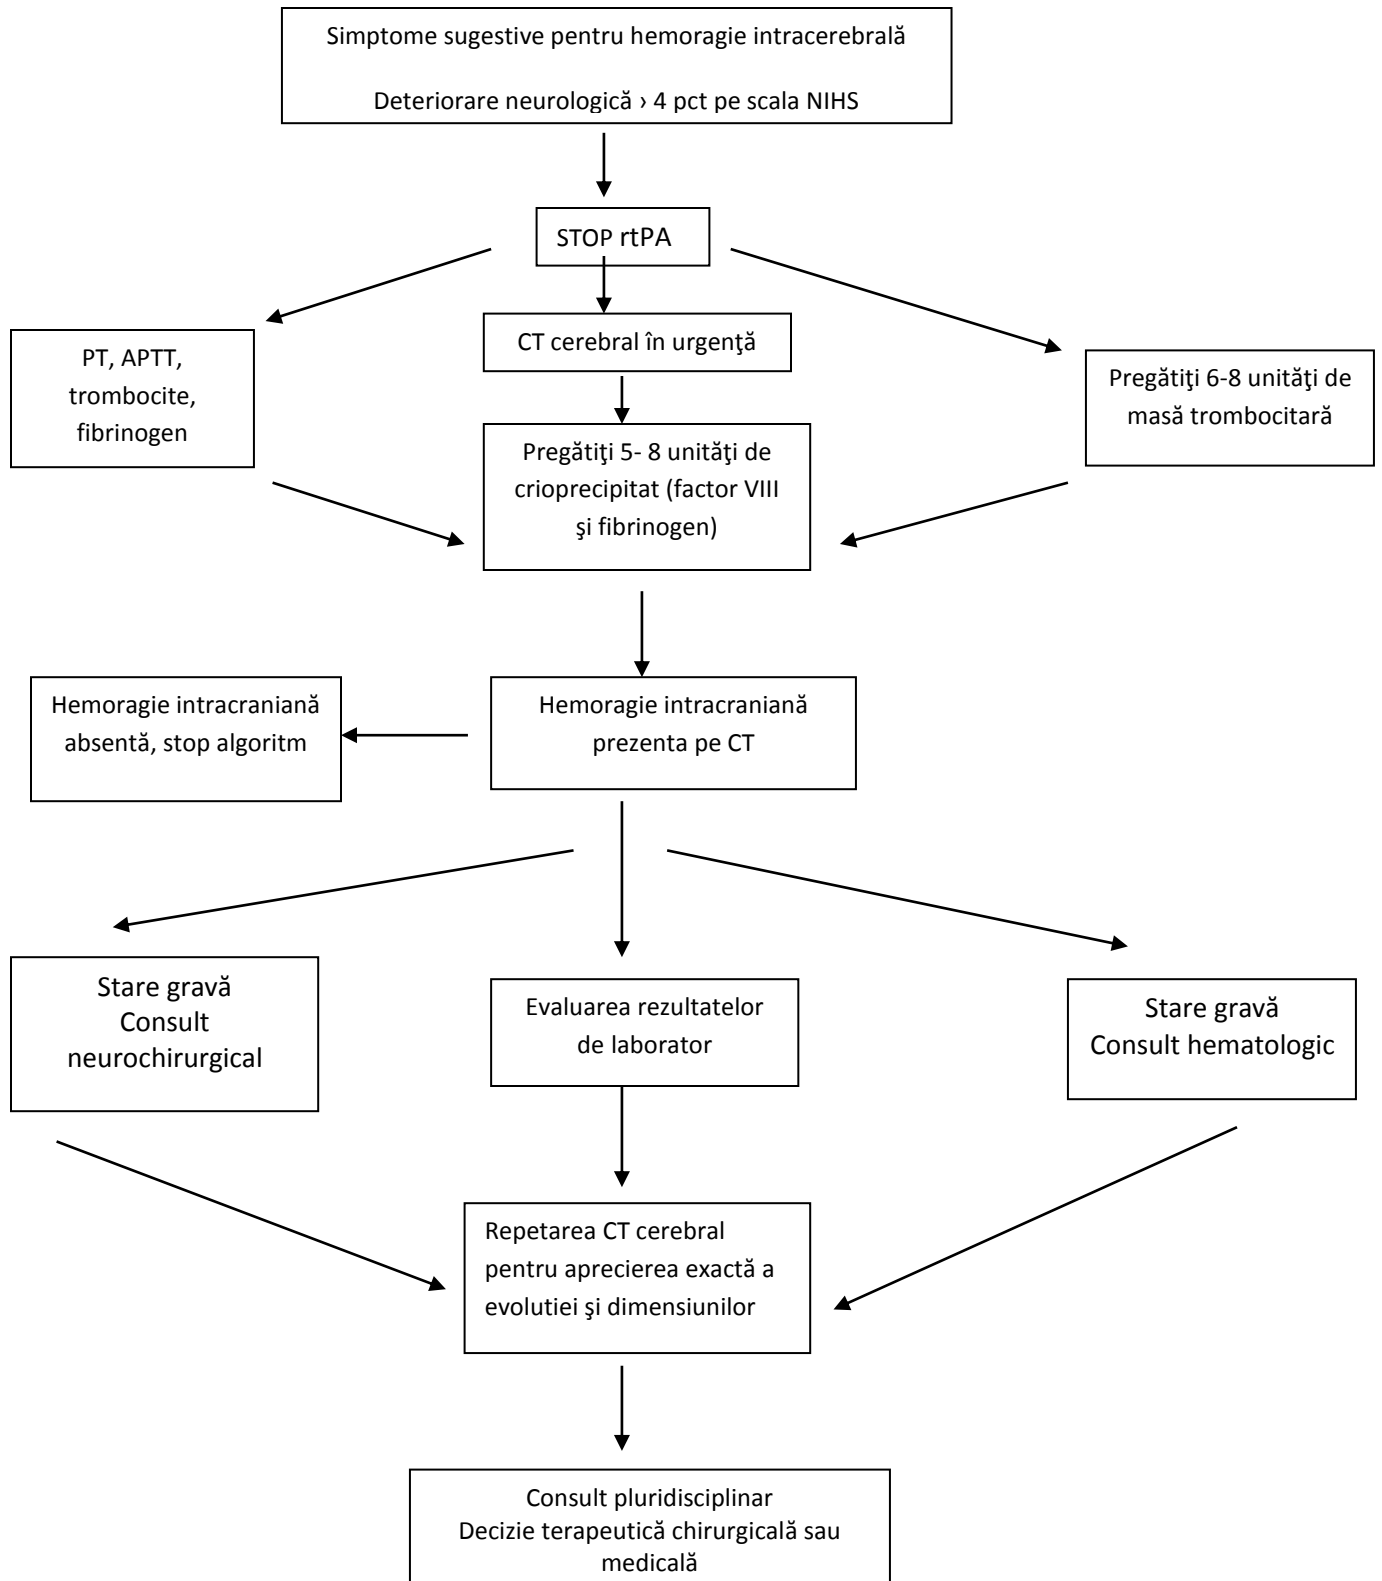 Simptome sugestive pentru hemoragie intracerebrală
Deteriorare neurologică › 4 pct pe scala NIHS
STOP rtPA
PT, APTT,
trombocite,
fibrinogen
CT cerebral în urgenţă
Pregătiţi 6-8 unităţi de
masă trombocitară
Pregătiţi 5- 8 unităţi de
crioprecipitat (factor VIII
şi fibrinogen)
Hemoragie intracraniană
absentă, stop algoritm
Hemoragie intracraniană
prezenta pe CT
Stare gravă
Consult
neurochirurgical
Evaluarea rezultatelor
de laborator
Stare gravă
Consult hematologic
Repetarea CT cerebral
pentru aprecierea exactă a
evolutiei şi dimensiunilor
Consult pluridisciplinar
Decizie terapeutică chirurgicală sau
medicală